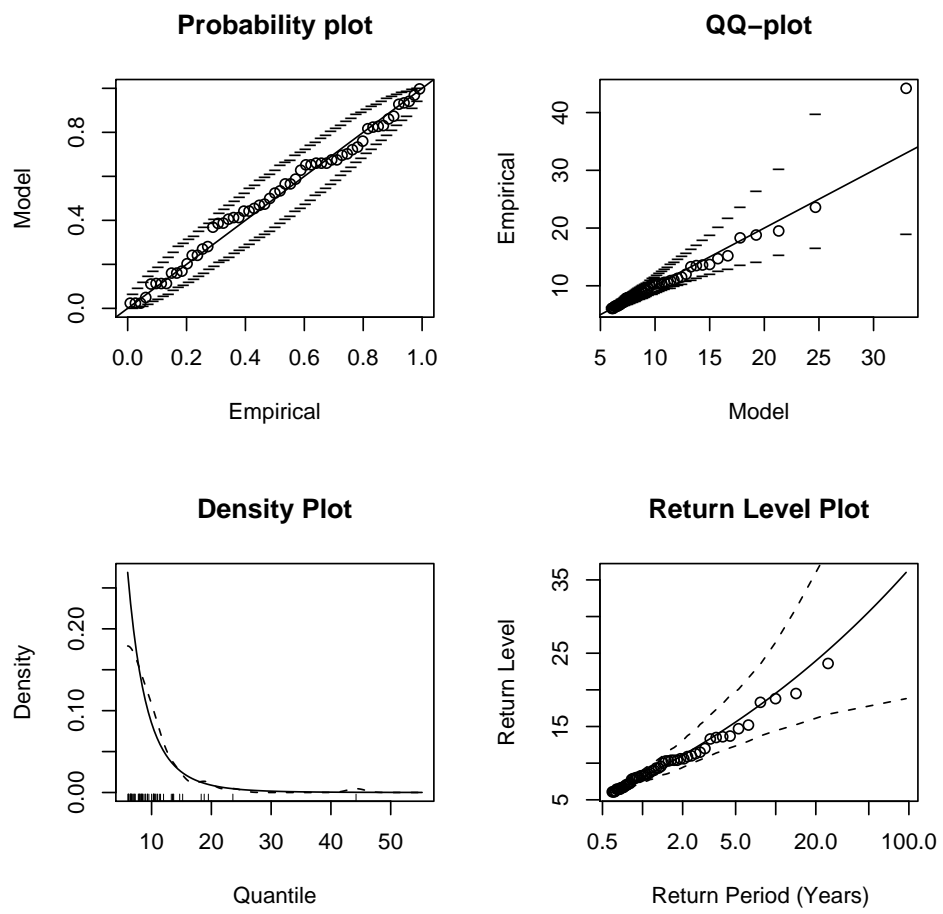 Probability plot
Model
0.0 0.4 0.8
0.0 0.2 0.4 0.6 0.8 1.0
Empirical
QQ−plot
Empirical
10 20 30 40
5 10 15 20 25 30
Model
Density Plot
Density
0.00 0.10 0.20
10 20 30 40 50
Quantile
Return Level Plot
Return Level
5 15 25 35
0.5 2.0 5.0 20.0 100.0
Return Period (Years)